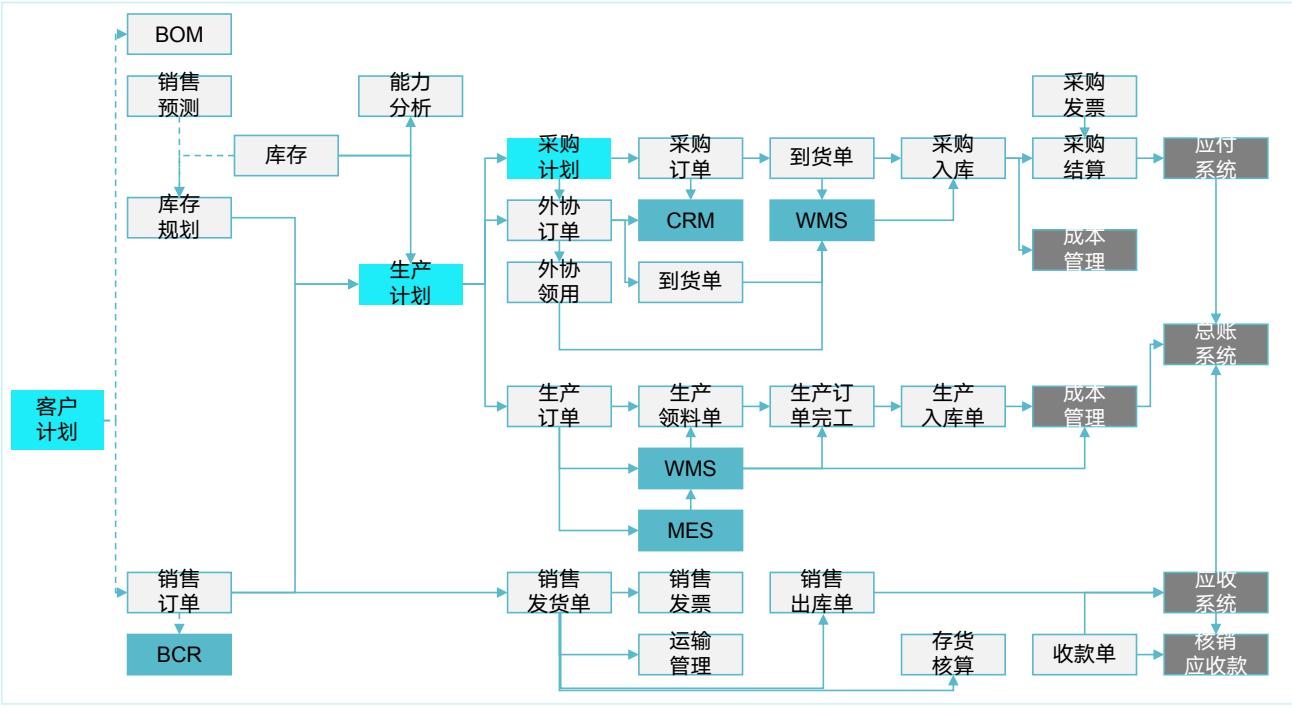 BOM
销售
预测
能力
分析
采购
发票
库存
采购
计划
采购
订单
到货单
采购
入库
采购
结算
应付
系统
库存
规划
外协
订单
CRM
WMS
成本
管理
生产
计划
外协
领用
到货单
总账
系统
客户
计划
生产
订单
生产
领料单
生产订
单完工
生产
入库单
成本
管理
WMS
MES
销售
订单
销售
发货单
销售
发票
销售
出库单
应收
系统
BCR
运输
管理
存货
核算
收款单
核销
应收款